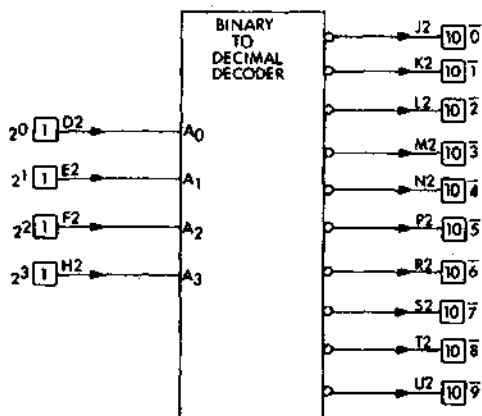 BINARY
TO
DECIMAL
DECODER
2⁰ 1 D2 A₀
2¹ 1 E2 A₁
2² 1 F2 A₂
2³ 1 H2 A₃
J2 10 0̅
K2 10 1̅
L2 10 2̅
M2 10 3̅
N2 10 4̅
P2 10 5̅
R2 10 6̅
S2 10 7̅
T2 10 8̅
U2 10 9̅